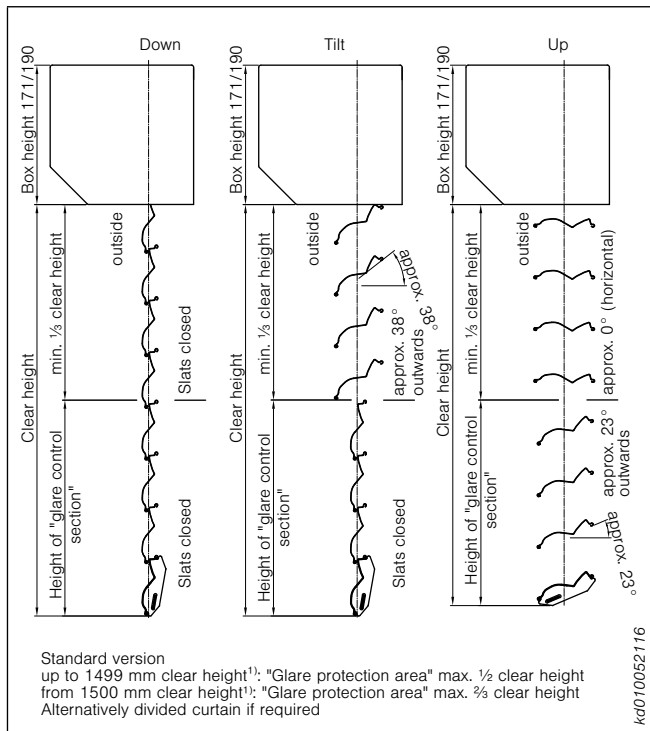 Down
Tilt
Up
Box height 171/190
Box height 171/190
Box height 171/190
Clear height
min. ⅓ clear height
outside
Slats closed
Height of "glare control
section"
Slats closed
Clear height
min. ⅓ clear height
outside
approx. 38°
approx. 38°
outwards
Height of "glare control
section"
Slats closed
Clear height
min. ⅓ clear height
outside
approx. 0° (horizontal)
Height of "glare control
section"
approx. 23°
outwards
approx. 23°
Standard version
up to 1499 mm clear height¹⁾: "Glare protection area" max. ½ clear height
from 1500 mm clear height¹⁾: "Glare protection area" max. ⅔ clear height
Alternatively divided curtain if required
kd010052116